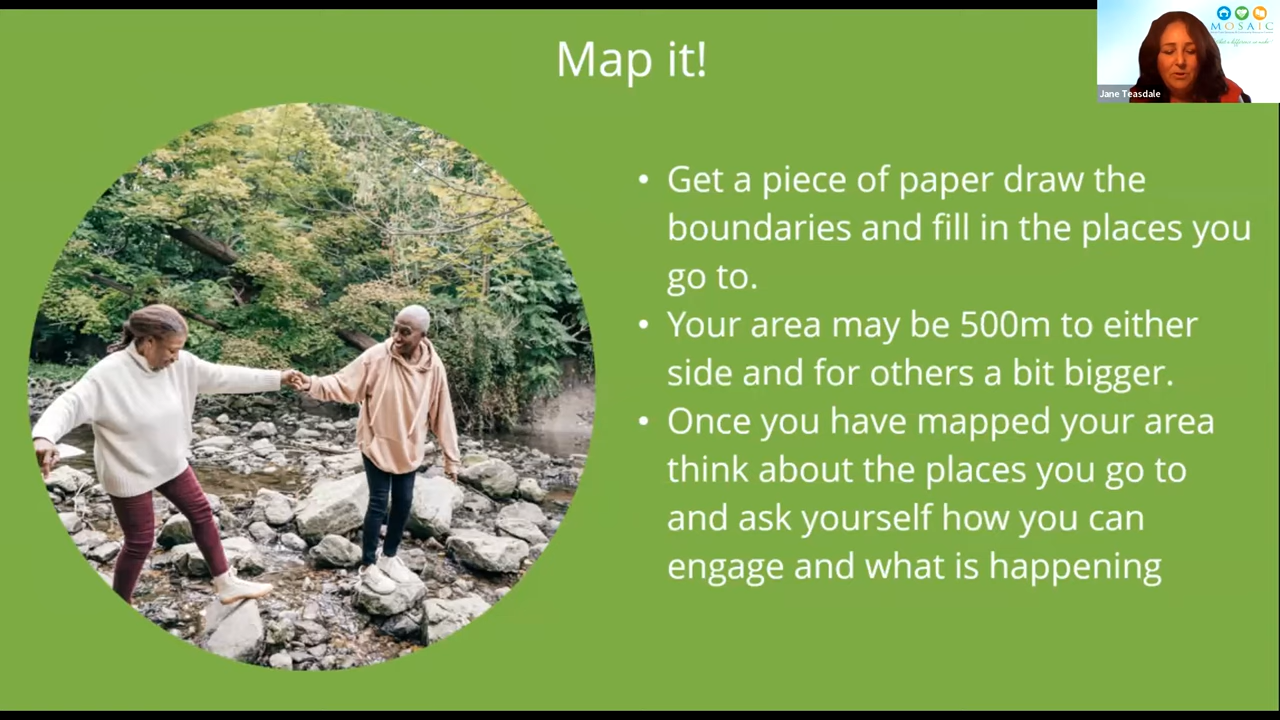 Map it!
MOSAIC
Jane Teasdale
• Get a piece of paper draw the
boundaries and fill in the places you
go to.
• Your area may be 500m to either
side and for others a bit bigger.
• Once you have mapped your area
think about the places you go to
and ask yourself how you can
engage and what is happening